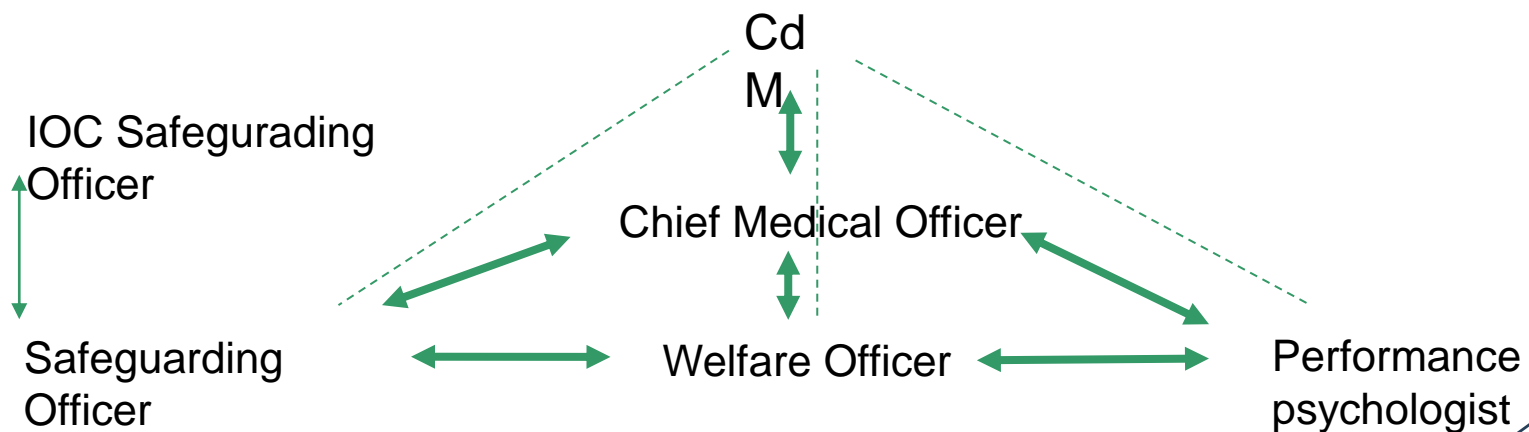 Cd
M
IOC Safegurading
Officer
Chief Medical Officer
Safeguarding
Officer
Welfare Officer
Performance
psychologist